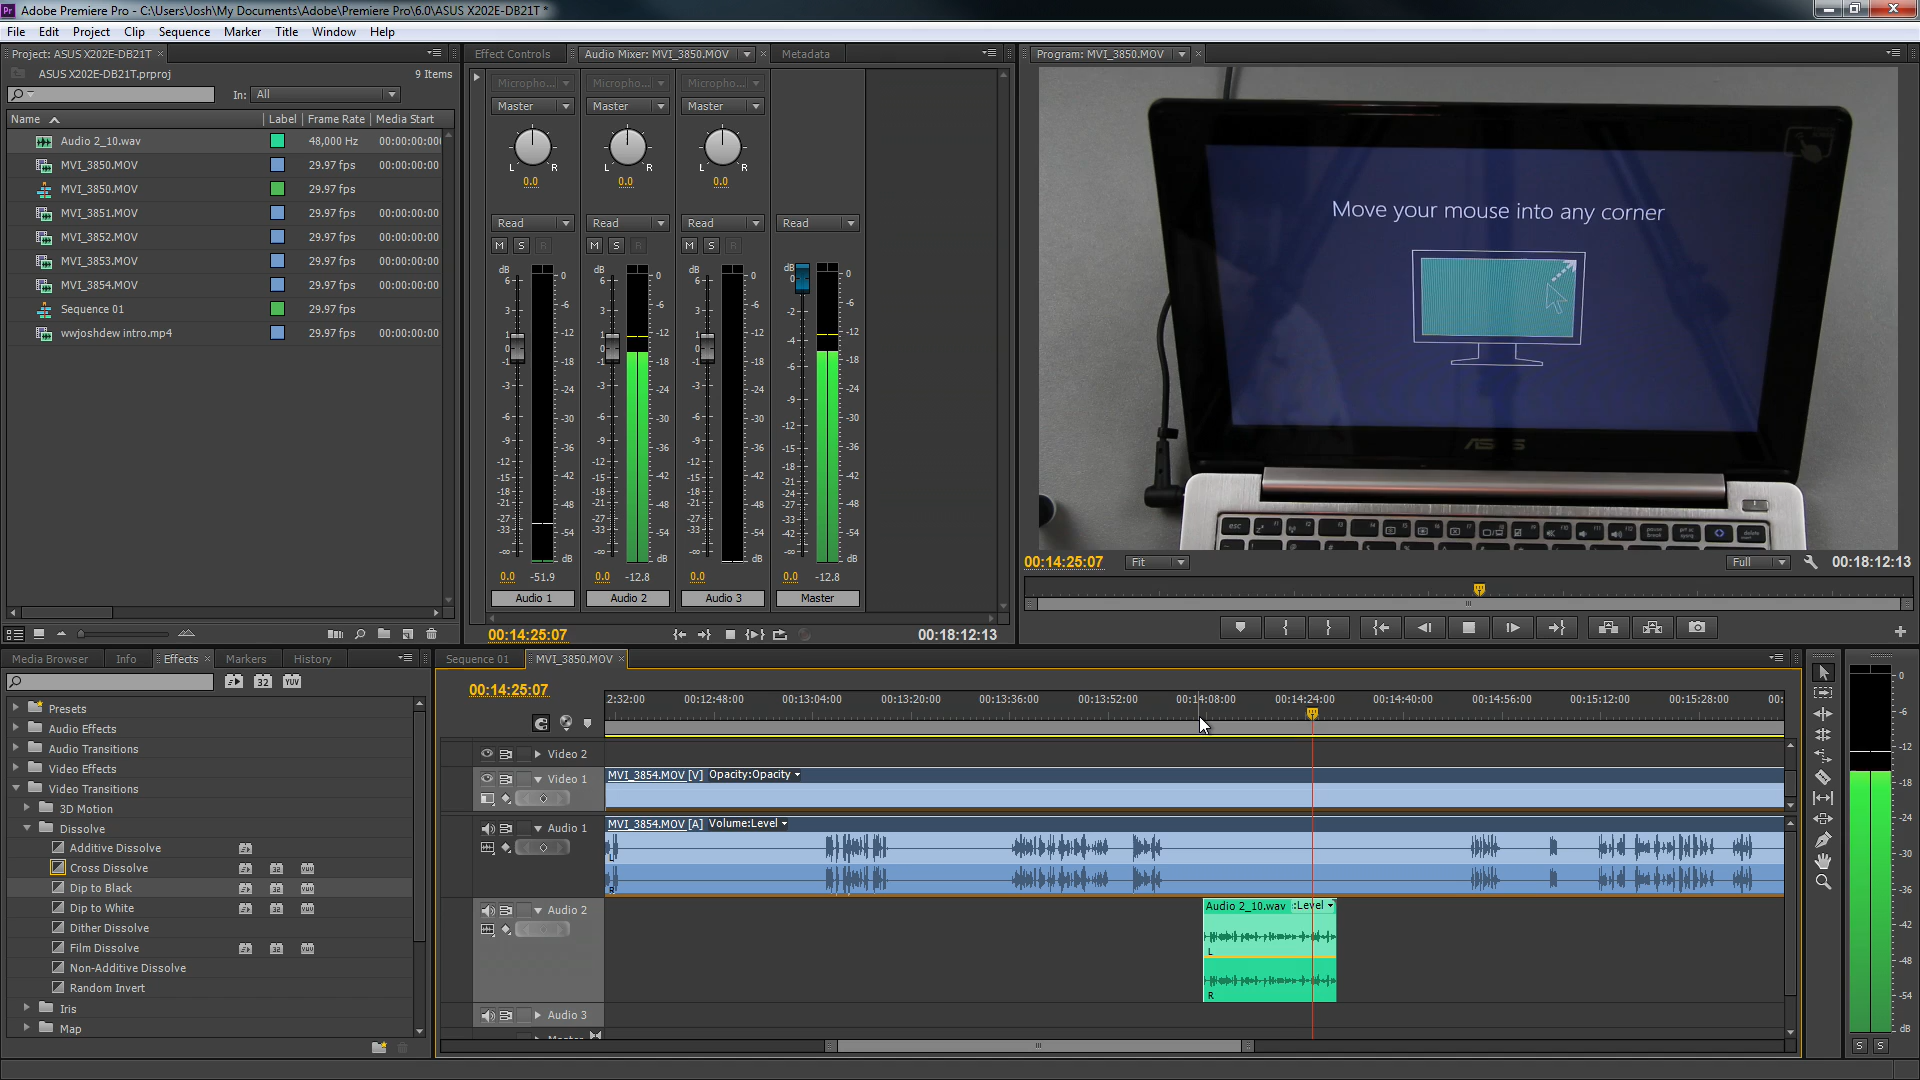 Adobe Premiere Pro - C:\Users\Josh\My Documents\Adobe\Premiere Pro\6.0\ASUS X202E-DB21T *
File Edit Project Clip Sequence Marker Title Window Help
Project: ASUS X202E-DB21T
ASUS X202E-DB21T.prproj 9 Items
In: All
Name Label Frame Rate Media Start
Audio 2_10.wav 48,000 Hz 00:00:00:00
MVI_3850.MOV 29.97 fps 00:00:00:00
MVI_3850.MOV 29.97 fps
MVI_3851.MOV 29.97 fps 00:00:00:00
MVI_3852.MOV 29.97 fps 00:00:00:00
MVI_3853.MOV 29.97 fps 00:00:00:00
MVI_3854.MOV 29.97 fps 00:00:00:00
Sequence 01 29.97 fps
wwjoshdew intro.mp4 29.97 fps 00:00:00:00
Effect Controls Audio Mixer: MVI_3850.MOV Metadata
Micropho... Micropho... Micropho...
Master Master Master
L R L R L R
0.0 0.0 0.0
Read Read Read Read
M S R M S R M S R
0.0 -51.9 0.0 -12.8 0.0 0.0 -12.8
Audio 1 Audio 2 Audio 3 Master
00:14:25:07 00:18:12:13
Program: MVI_3850.MOV
Move your mouse into any corner
ASUS
esc
00:14:25:07 Fit Full 00:18:12:13
Media Browser Info Effects Markers History
32 YUV
Presets
Audio Effects
Audio Transitions
Video Effects
Video Transitions
3D Motion
Dissolve
Additive Dissolve
Cross Dissolve
Dip to Black
Dip to White
Dither Dissolve
Film Dissolve
Non-Additive Dissolve
Random Invert
Iris
Map
Sequence 01 MVI_3850.MOV
00:14:25:07
2:32:00 00:12:48:00 00:13:04:00 00:13:20:00 00:13:36:00 00:13:52:00 00:14:08:00 00:14:24:00 00:14:40:00 00:14:56:00 00:15:12:00 00:15:28:00 00:
Video 2
Video 1 MVI_3854.MOV [V] Opacity:Opacity
Audio 1 MVI_3854.MOV [A] Volume:Level
L
R
Audio 2 Audio 2_10.wav :Level
L
R
Audio 3
0
-6
-12
-18
-24
-30
-36
-42
-48
-54
dB
S S